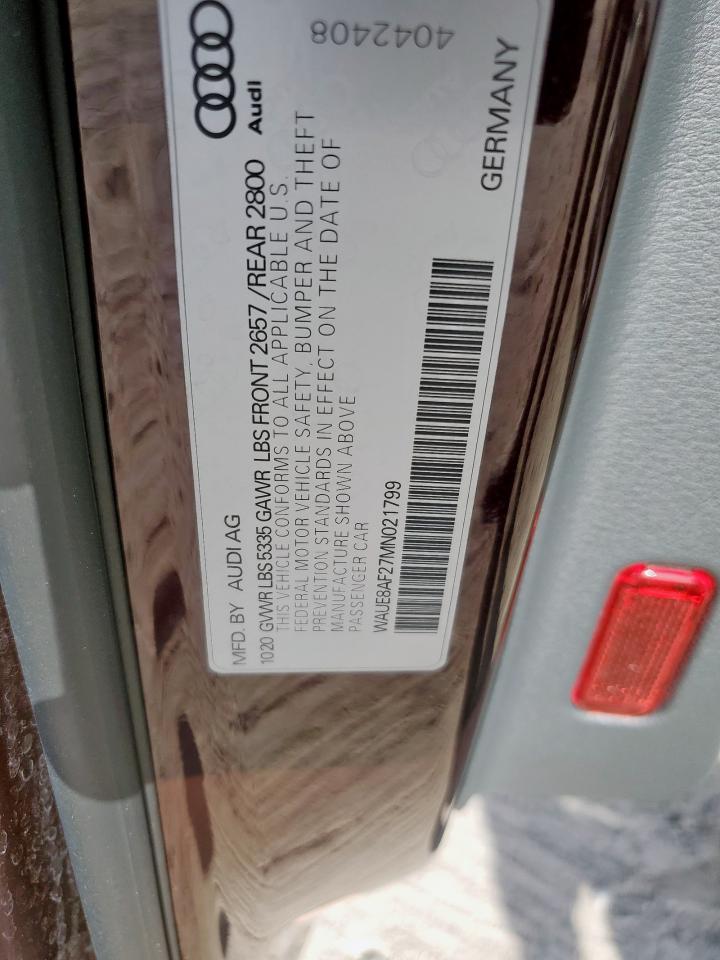 MFD. BY AUDI AG
1020 GVWR LBS 5335 GAWR LBS FRONT 2657 /REAR 2800
THIS VEHICLE CONFORMS TO ALL APPLICABLE U.S.
FEDERAL MOTOR VEHICLE SAFETY, BUMPER AND THEFT
PREVENTION STANDARDS IN EFFECT ON THE DATE OF
MANUFACTURE SHOWN ABOVE
PASSENGER CAR
WAUE8AF27MN021799
Audi
GERMANY
4042408